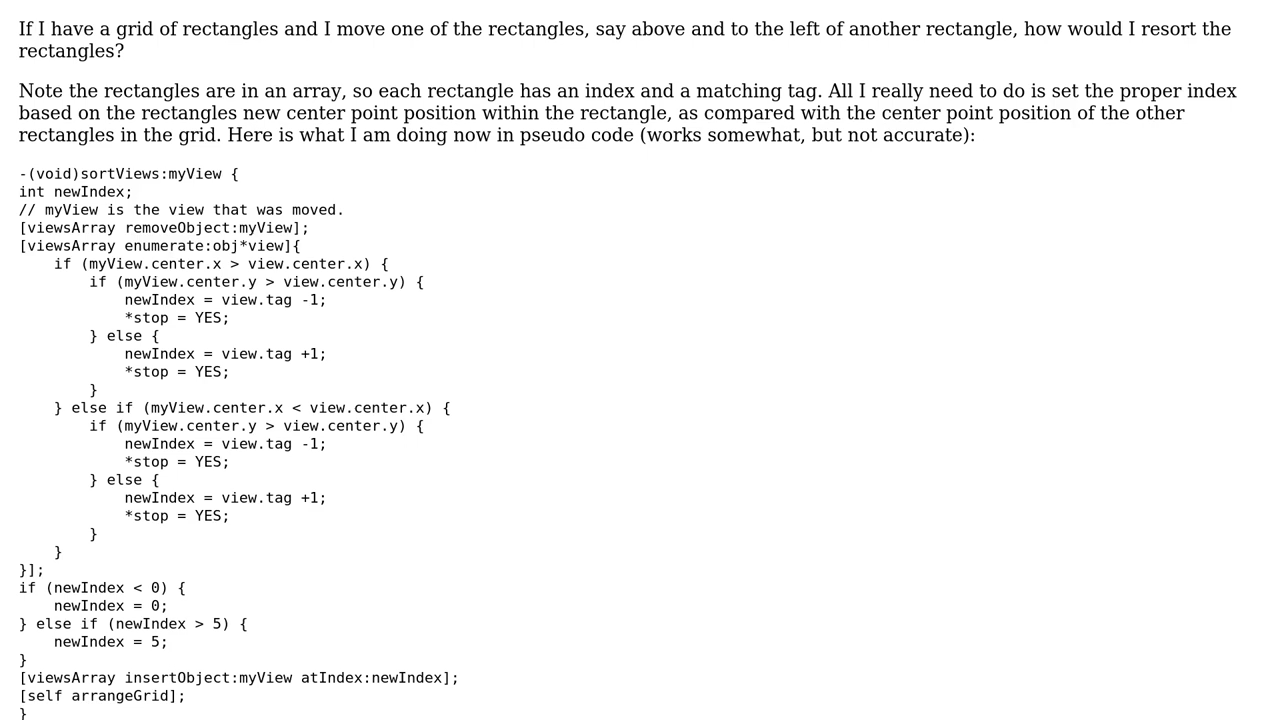 If I have a grid of rectangles and I move one of the rectangles, say above and to the left of another rectangle, how would I resort the
rectangles?
Note the rectangles are in an array, so each rectangle has an index and a matching tag. All I really need to do is set the proper index
based on the rectangles new center point position within the rectangle, as compared with the center point position of the other
rectangles in the grid. Here is what I am doing now in pseudo code (works somewhat, but not accurate):
-(void)sortViews:myView {
int newIndex;
// myView is the view that was moved.
[viewsArray removeObject:myView];
[viewsArray enumerate:obj*view]{
    if (myView.center.x > view.center.x) {
        if (myView.center.y > view.center.y) {
            newIndex = view.tag -1;
            *stop = YES;
        } else {
            newIndex = view.tag +1;
            *stop = YES;
        }
    } else if (myView.center.x < view.center.x) {
        if (myView.center.y > view.center.y) {
            newIndex = view.tag -1;
            *stop = YES;
        } else {
            newIndex = view.tag +1;
            *stop = YES;
        }
    }
}];
if (newIndex < 0) {
    newIndex = 0;
} else if (newIndex > 5) {
    newIndex = 5;
}
[viewsArray insertObject:myView atIndex:newIndex];
[self arrangeGrid];
}